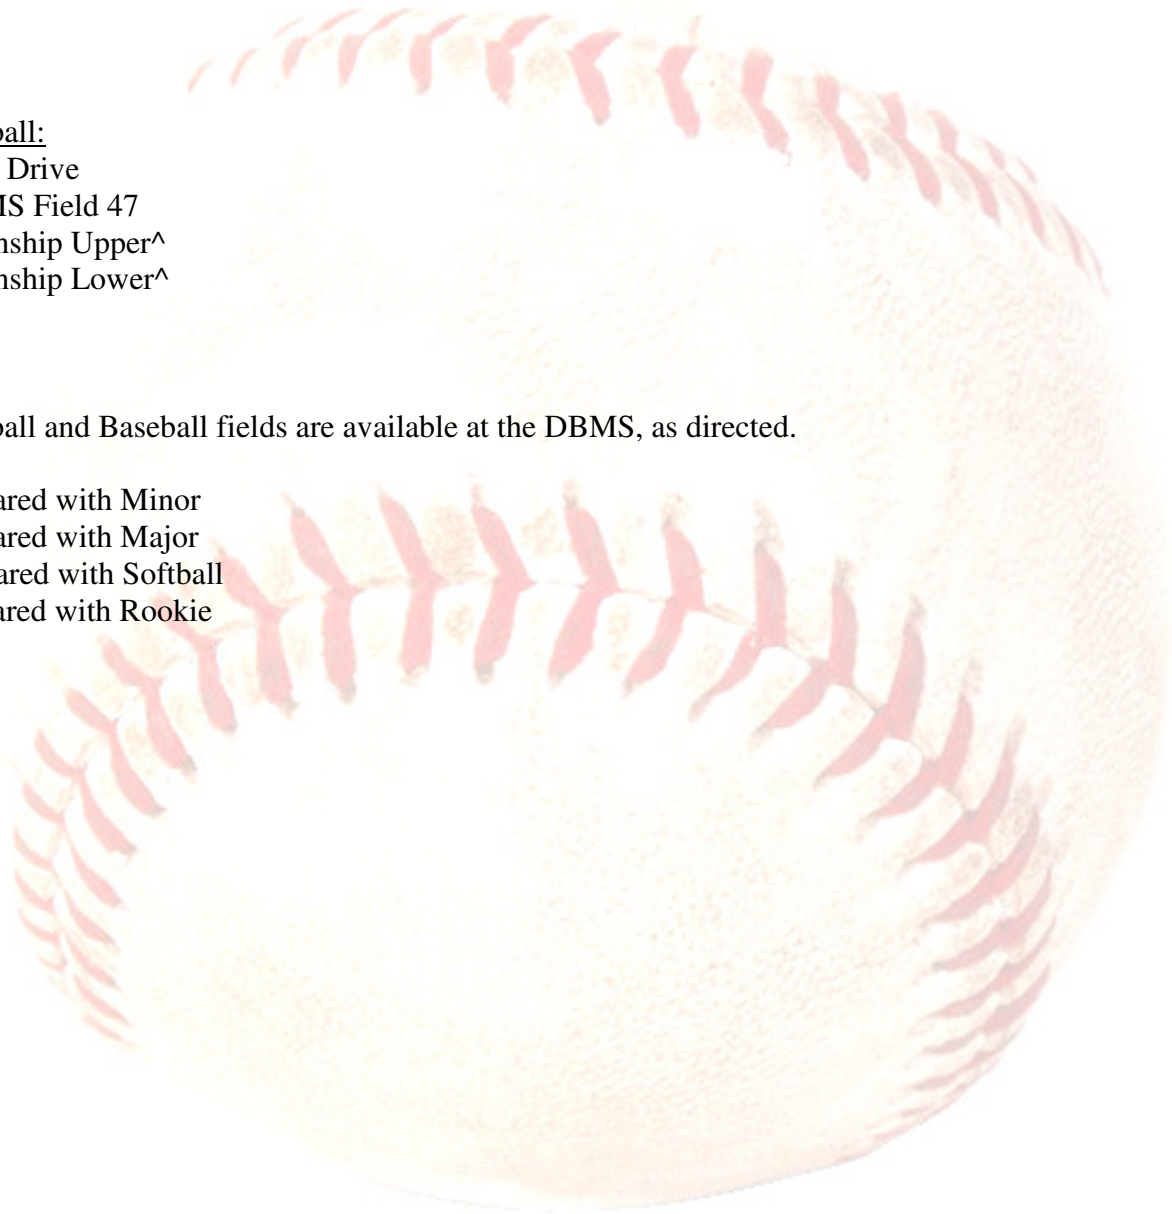 ball:
Drive
MS Field 47
nship Upper^
nship Lower^
ball and Baseball fields are available at the DBMS, as directed.
ared with Minor
ared with Major
ared with Softball
ared with Rookie